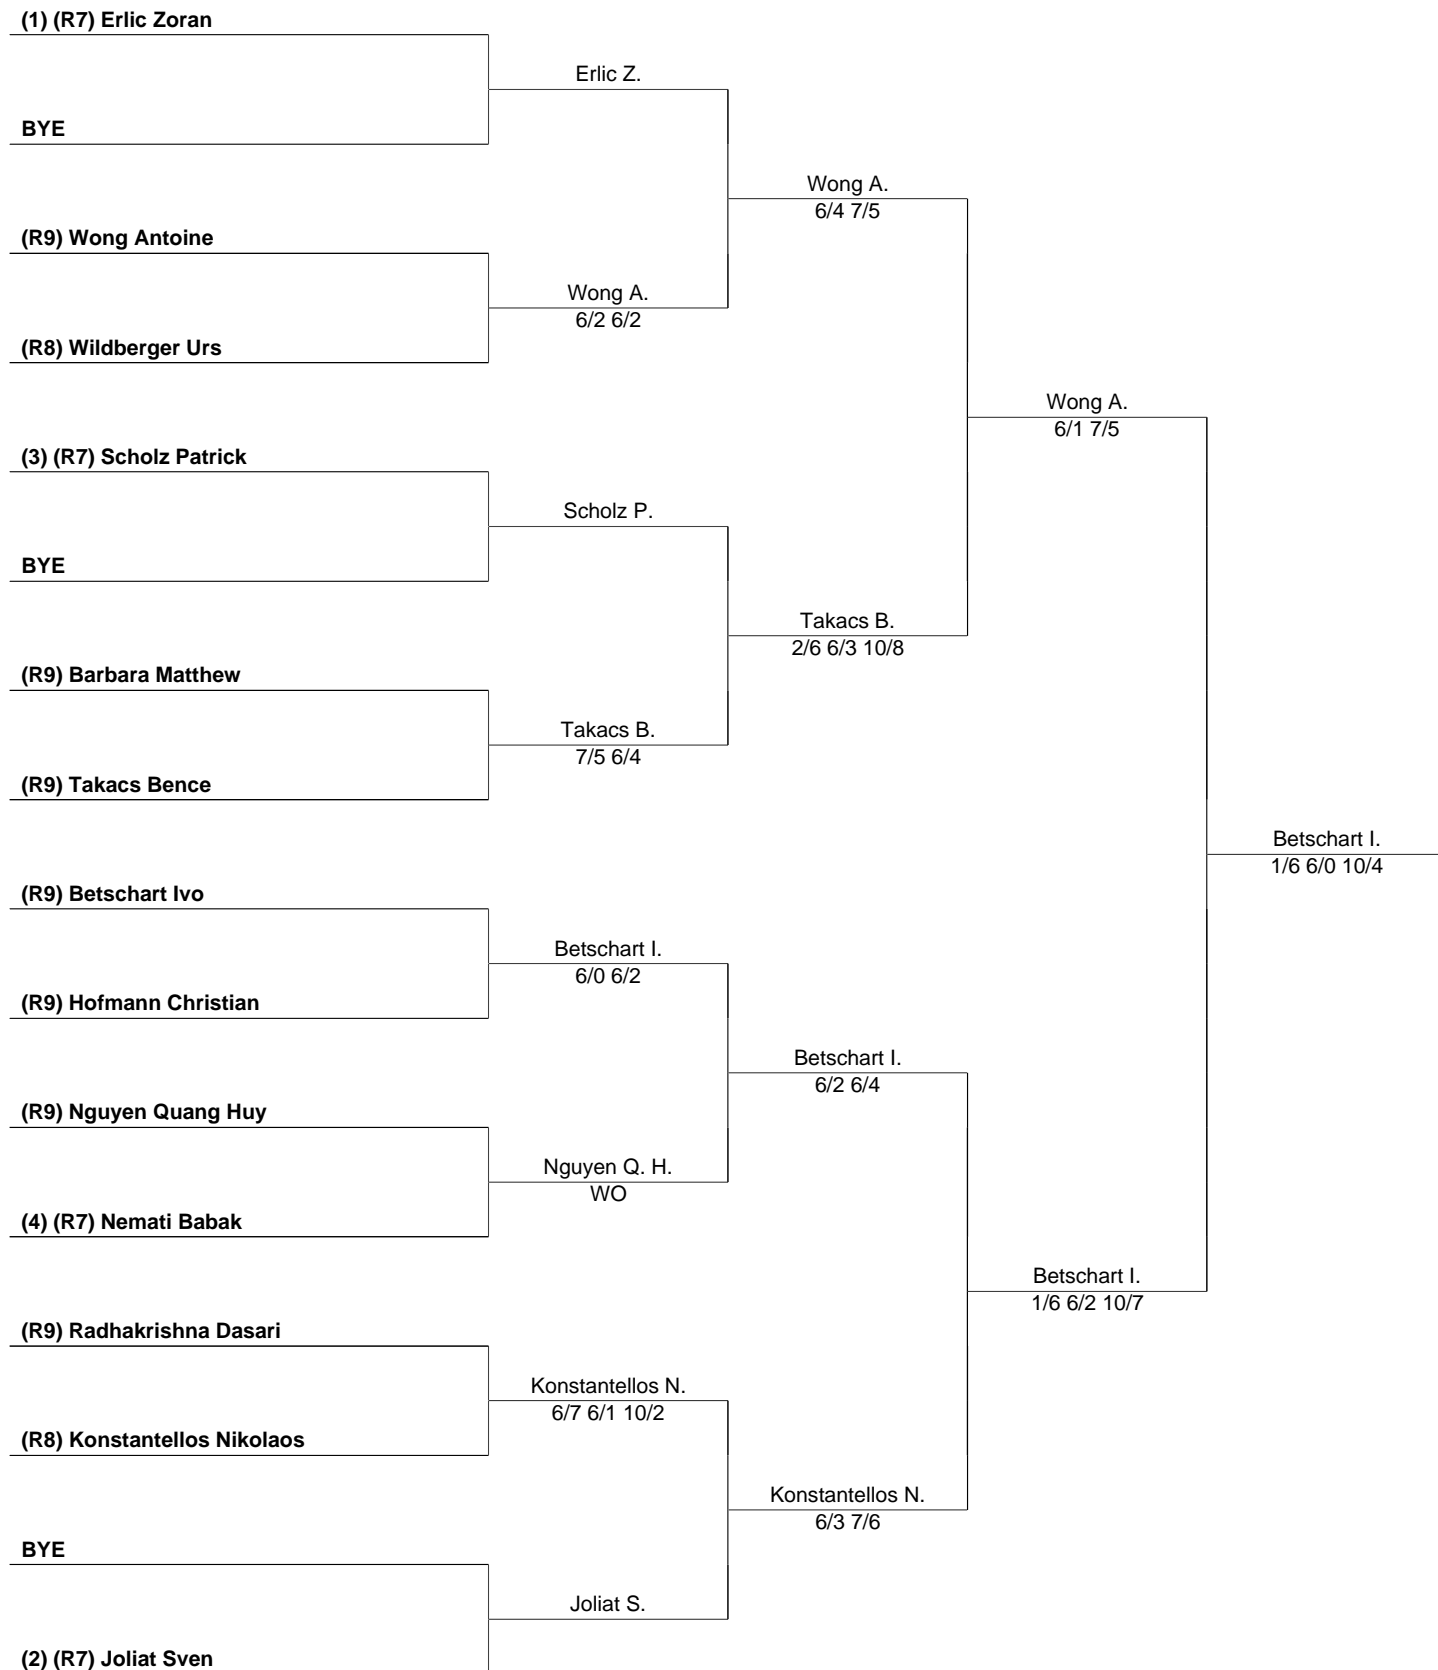 (1) (R7) Erlic Zoran
Erlic Z.
BYE
Wong A.
6/4 7/5
(R9) Wong Antoine
Wong A.
6/2 6/2
(R8) Wildberger Urs
Wong A.
6/1 7/5
(3) (R7) Scholz Patrick
Scholz P.
BYE
Takacs B.
2/6 6/3 10/8
(R9) Barbara Matthew
Takacs B.
7/5 6/4
(R9) Takacs Bence
Betschart I.
1/6 6/0 10/4
(R9) Betschart Ivo
Betschart I.
6/0 6/2
(R9) Hofmann Christian
Betschart I.
6/2 6/4
(R9) Nguyen Quang Huy
Nguyen Q. H.
WO
(4) (R7) Nemati Babak
Betschart I.
1/6 6/2 10/7
(R9) Radhakrishna Dasari
Konstantellos N.
6/7 6/1 10/2
(R8) Konstantellos Nikolaos
Konstantellos N.
6/3 7/6
BYE
Joliat S.
(2) (R7) Joliat Sven